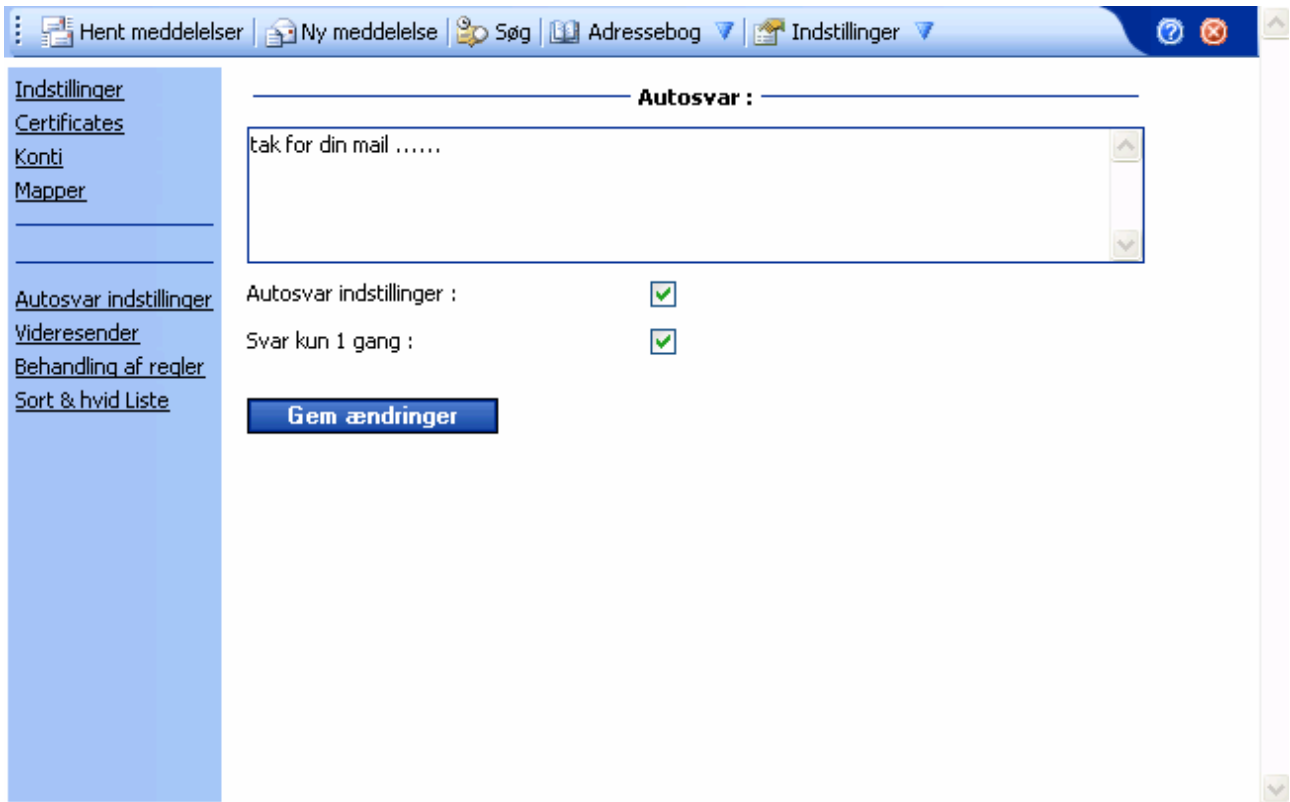 Hent meddelelser Ny meddelelse Søg Adressebog Indstillinger
Indstillinger
Certificates
Konti
Mapper
Autosvar indstillinger
Videresender
Behandling af regler
Sort & hvid Liste
Autosvar :
tak for din mail ......
Autosvar indstillinger :
Svar kun 1 gang :
Gem ændringer